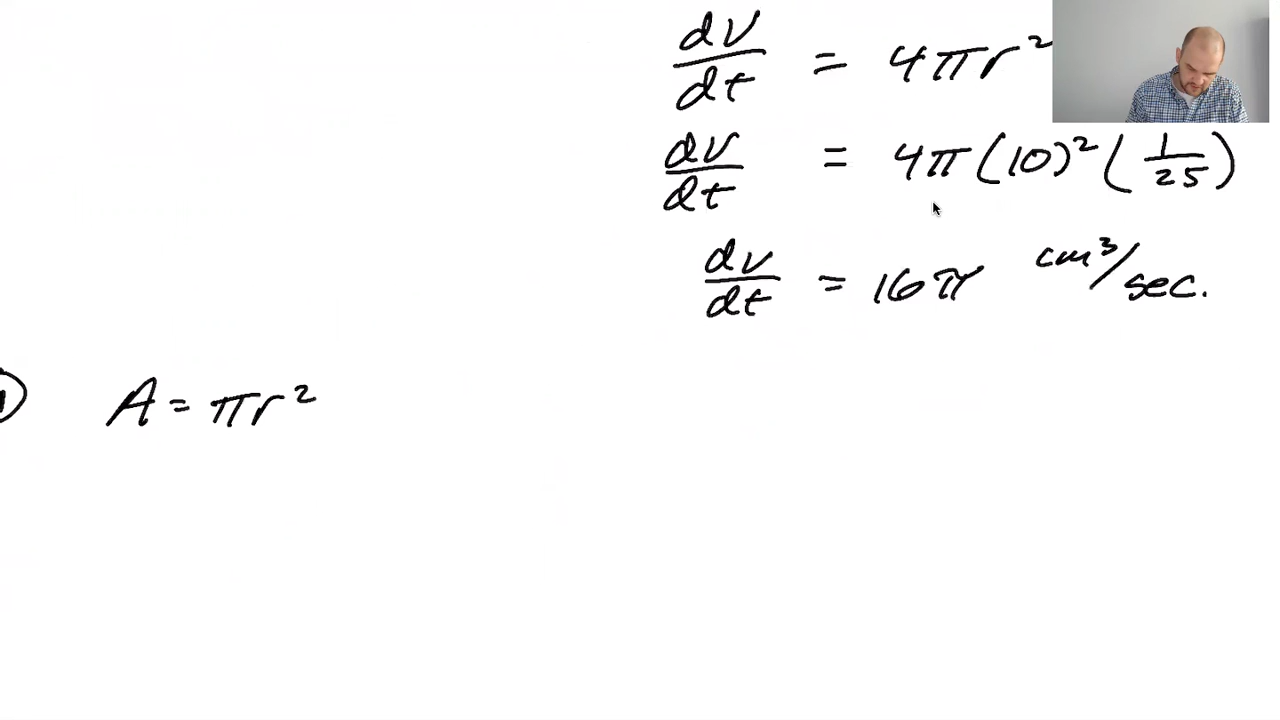 dv/dt = 4πr²
dv/dt = 4π(10)²(1/25)
dv/dt = 16π cm³/sec.
A = πr²